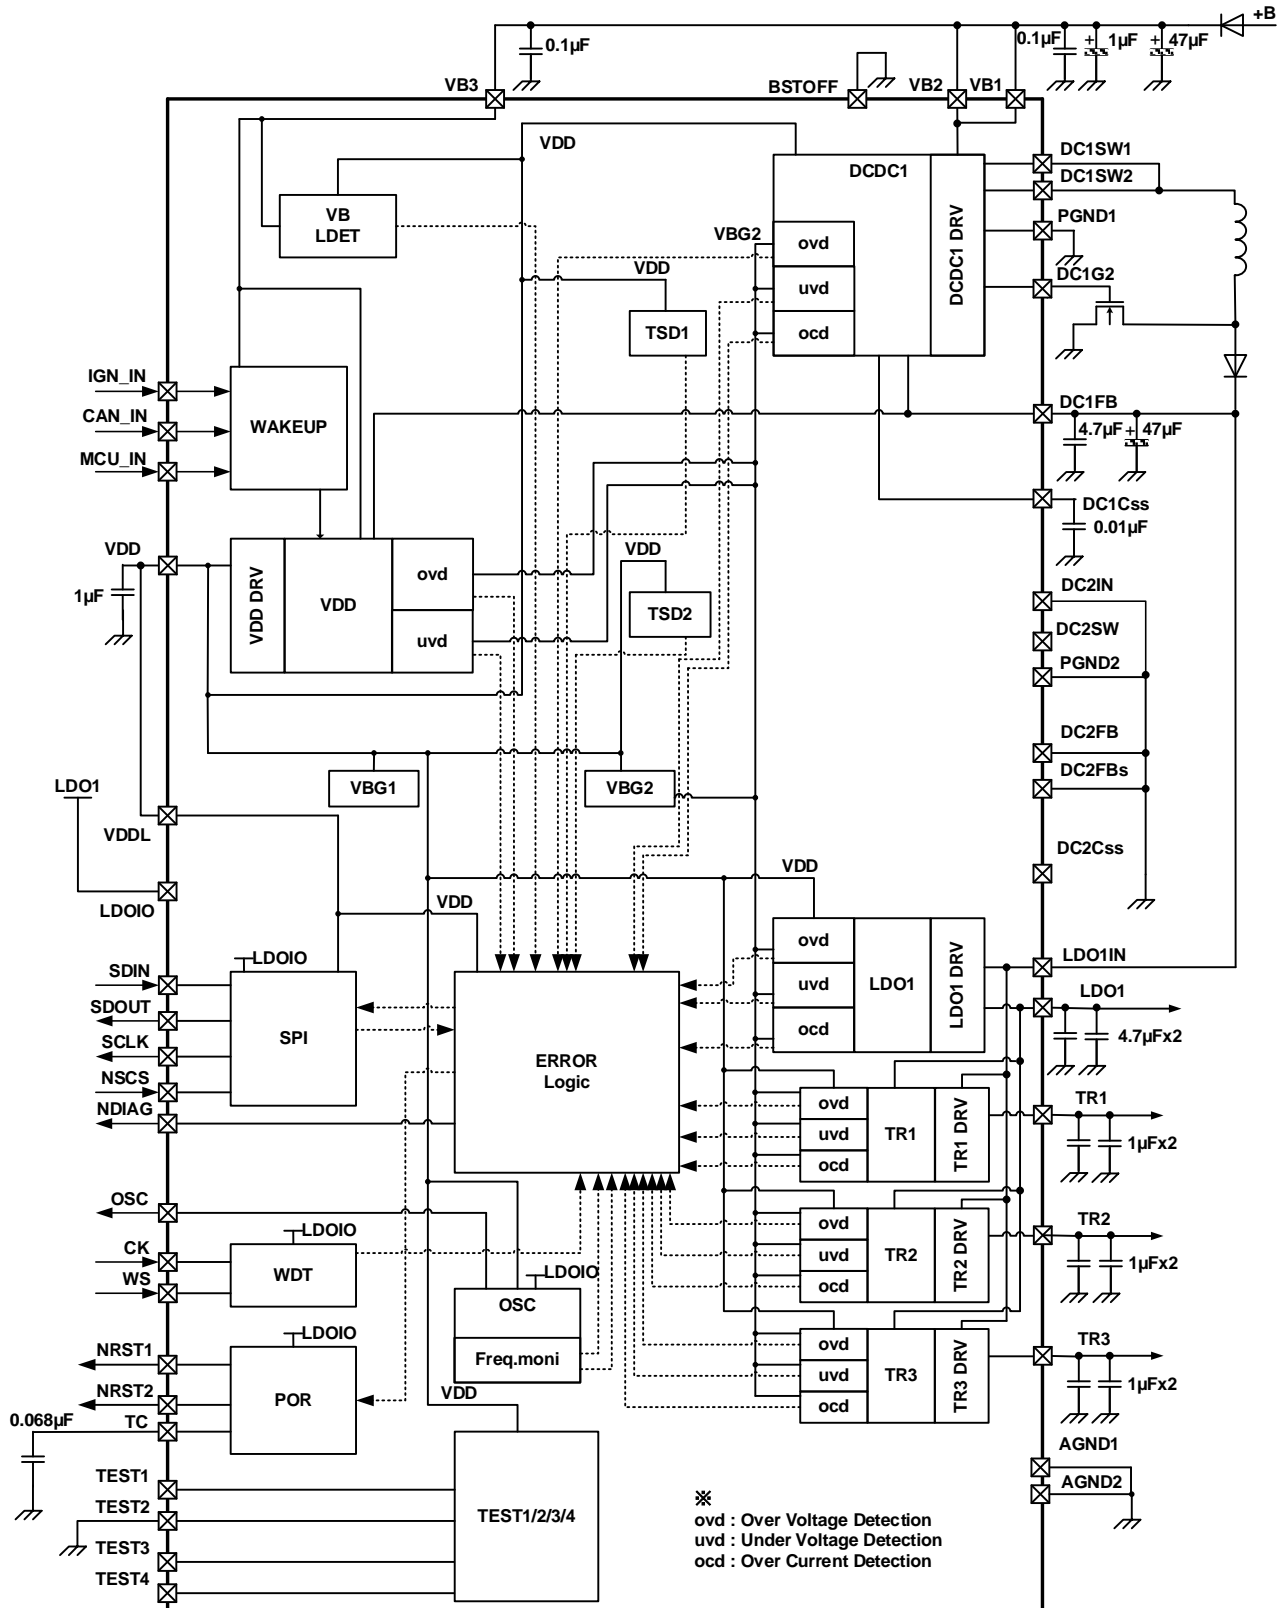 +B
0.1µF
0.1µF
+ 1µF
+ 47µF
VB3
BSTOFF
VB2
VB1
VDD
DCDC1
DCDC1 DRV
DC1SW1
DC1SW2
VB
LDET
VBG2
ovd
uvd
ocd
PGND1
VDD
TSD1
DC1G2
IGN_IN
CAN_IN
MCU_IN
WAKEUP
DC1FB
4.7µF
+ 47µF
DC1Css
0.01µF
VDD
1µF
VDD DRV
VDD
ovd
uvd
VDD
TSD2
DC2IN
DC2SW
PGND2
DC2FB
DC2FBs
DC2Css
VBG1
VBG2
LDO1
VDDL
LDOIO
VDD
VDD
ovd
uvd
ocd
LDO1
LDO1 DRV
LDO1IN
LDO1
4.7µFx2
SDIN
SDOUT
SCLK
NSCS
NDIAG
LDOIO
SPI
ERROR
Logic
ovd
uvd
ocd
TR1
TR1 DRV
TR1
1µFx2
OSC
CK
WS
LDOIO
WDT
LDOIO
OSC
Freq.moni
ovd
uvd
ocd
TR2
TR2 DRV
TR2
1µFx2
NRST1
NRST2
TC
0.068µF
LDOIO
POR
VDD
ovd
uvd
ocd
TR3
TR3 DRV
TR3
1µFx2
AGND1
AGND2
TEST1
TEST2
TEST3
TEST4
TEST1/2/3/4
※
ovd : Over Voltage Detection
uvd : Under Voltage Detection
ocd : Over Current Detection